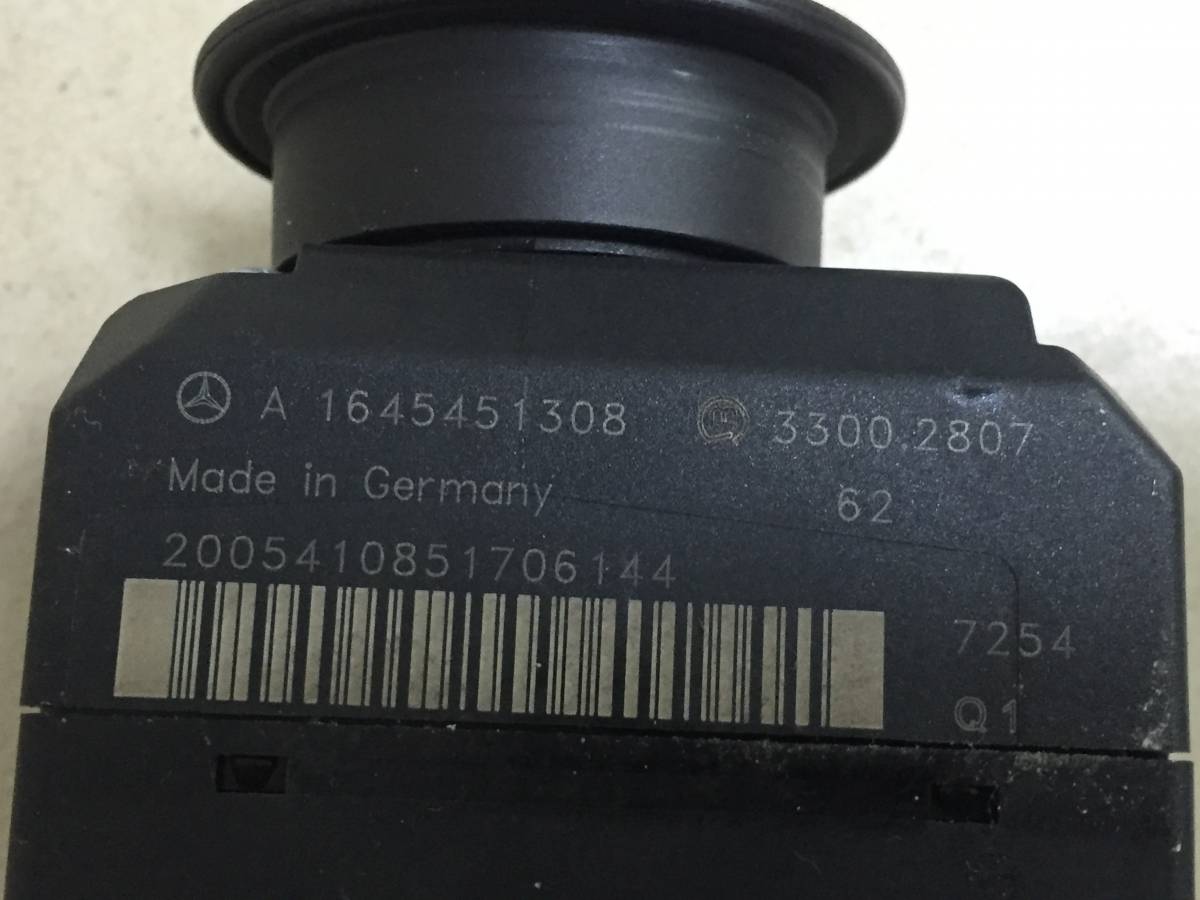 A 1645451308 3300.2807
Made in Germany 62
2005410851706144
7254
Q1